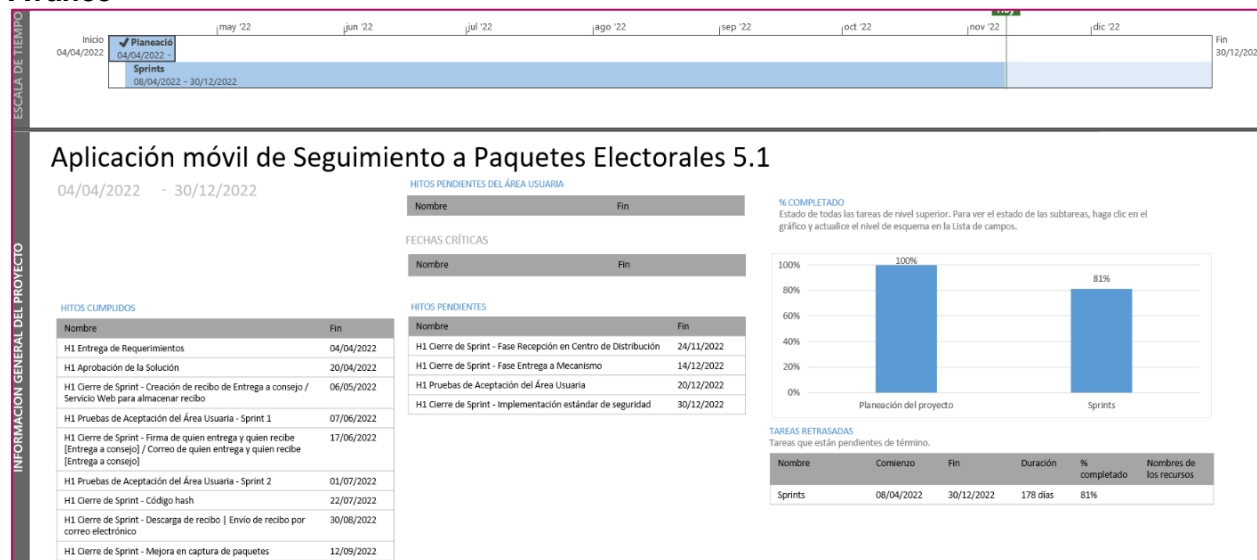 ESCALA DE TIEMPO
may '22
jun '22
jul '22
ago '22
sep '22
oct '22
nov '22
dic '22
Inicio
04/04/2022
✔ Planeació
04/04/2022 -
Sprints
08/04/2022 - 30/12/2022
Fin
30/12/202
INFORMACIÓN GENERAL DEL PROYECTO
Aplicación móvil de Seguimiento a Paquetes Electorales 5.1
04/04/2022 - 30/12/2022
HITOS CUMPLIDOS
Nombre Fin
H1 Entrega de Requerimientos 04/04/2022
H1 Aprobación de la Solución 20/04/2022
H1 Cierre de Sprint - Creación de recibo de Entrega a consejo / 06/05/2022
Servicio Web para almacenar recibo
H1 Pruebas de Aceptación del Área Usuaria - Sprint 1 07/06/2022
H1 Cierre de Sprint - Firma de quien entrega y quien recibe 17/06/2022
[Entrega a consejo] / Correo de quien entrega y quien recibe
[Entrega a consejo]
H1 Pruebas de Aceptación del Área Usuaria - Sprint 2 01/07/2022
H1 Cierre de Sprint - Código hash 22/07/2022
H1 Cierre de Sprint - Descarga de recibo | Envío de recibo por 30/08/2022
correo electrónico
H1 Cierre de Sprint - Mejora en captura de paquetes 12/09/2022
HITOS PENDIENTES DEL ÁREA USUARIA
Nombre Fin
FECHAS CRÍTICAS
Nombre Fin
HITOS PENDIENTES
Nombre Fin
H1 Cierre de Sprint - Fase Recepción en Centro de Distribución 24/11/2022
H1 Cierre de Sprint - Fase Entrega a Mecanismo 14/12/2022
H1 Pruebas de Aceptación del Área Usuaria 20/12/2022
H1 Cierre de Sprint - Implementación estándar de seguridad 30/12/2022
% COMPLETADO
Estado de todas las tareas de nivel superior. Para ver el estado de las subtareas, haga clic en el
gráfico y actualice el nivel de esquema en la Lista de campos.
100%
80%
60%
40%
20%
0%
100%
81%
Planeación del proyecto
Sprints
TAREAS RETRASADAS
Tareas que están pendientes de término.
Nombre Comienzo Fin Duración % completado Nombres de los recursos
Sprints 08/04/2022 30/12/2022 178 días 81%